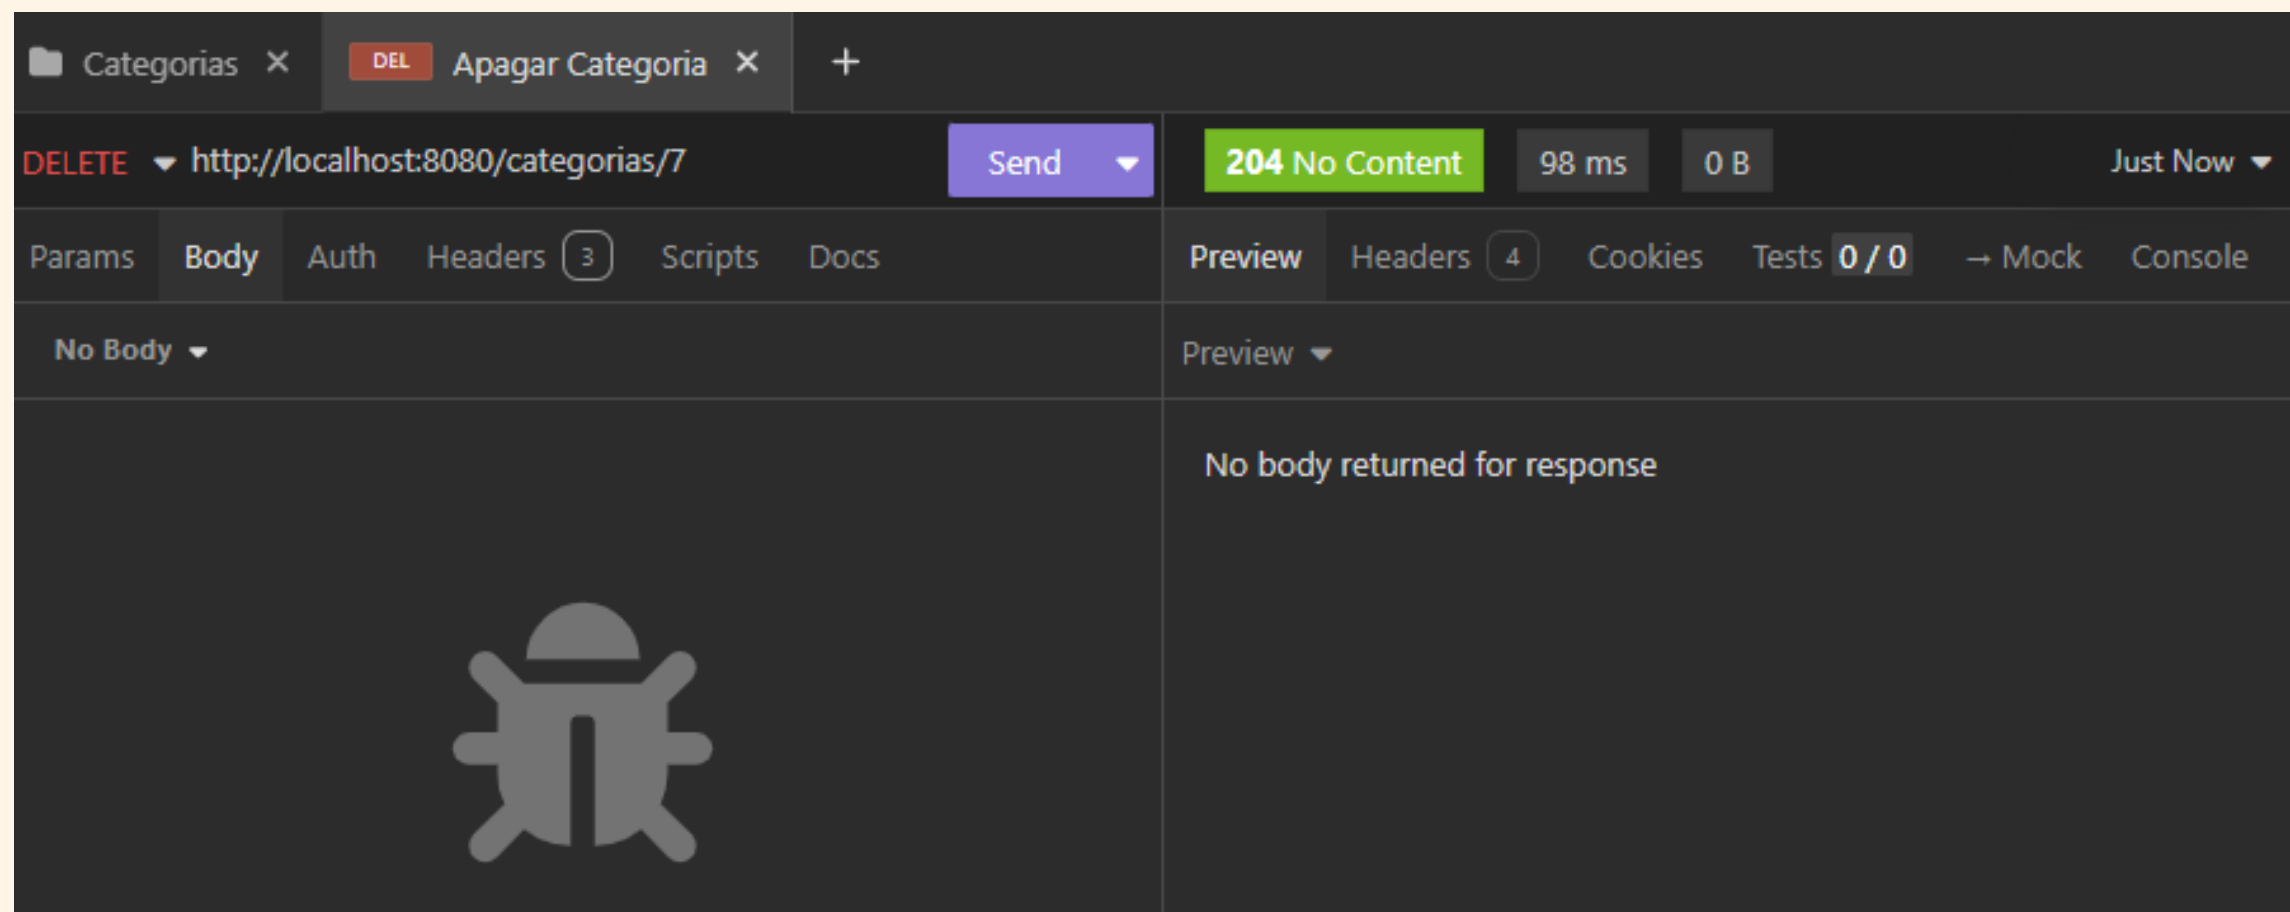 Categorias
DEL Apagar Categoria
DELETE http://localhost:8080/categorias/7 Send
204 No Content 98 ms 0 B Just Now
Params Body Auth Headers 3 Scripts Docs
Preview Headers 4 Cookies Tests 0 / 0 → Mock Console
No Body
Preview
No body returned for response